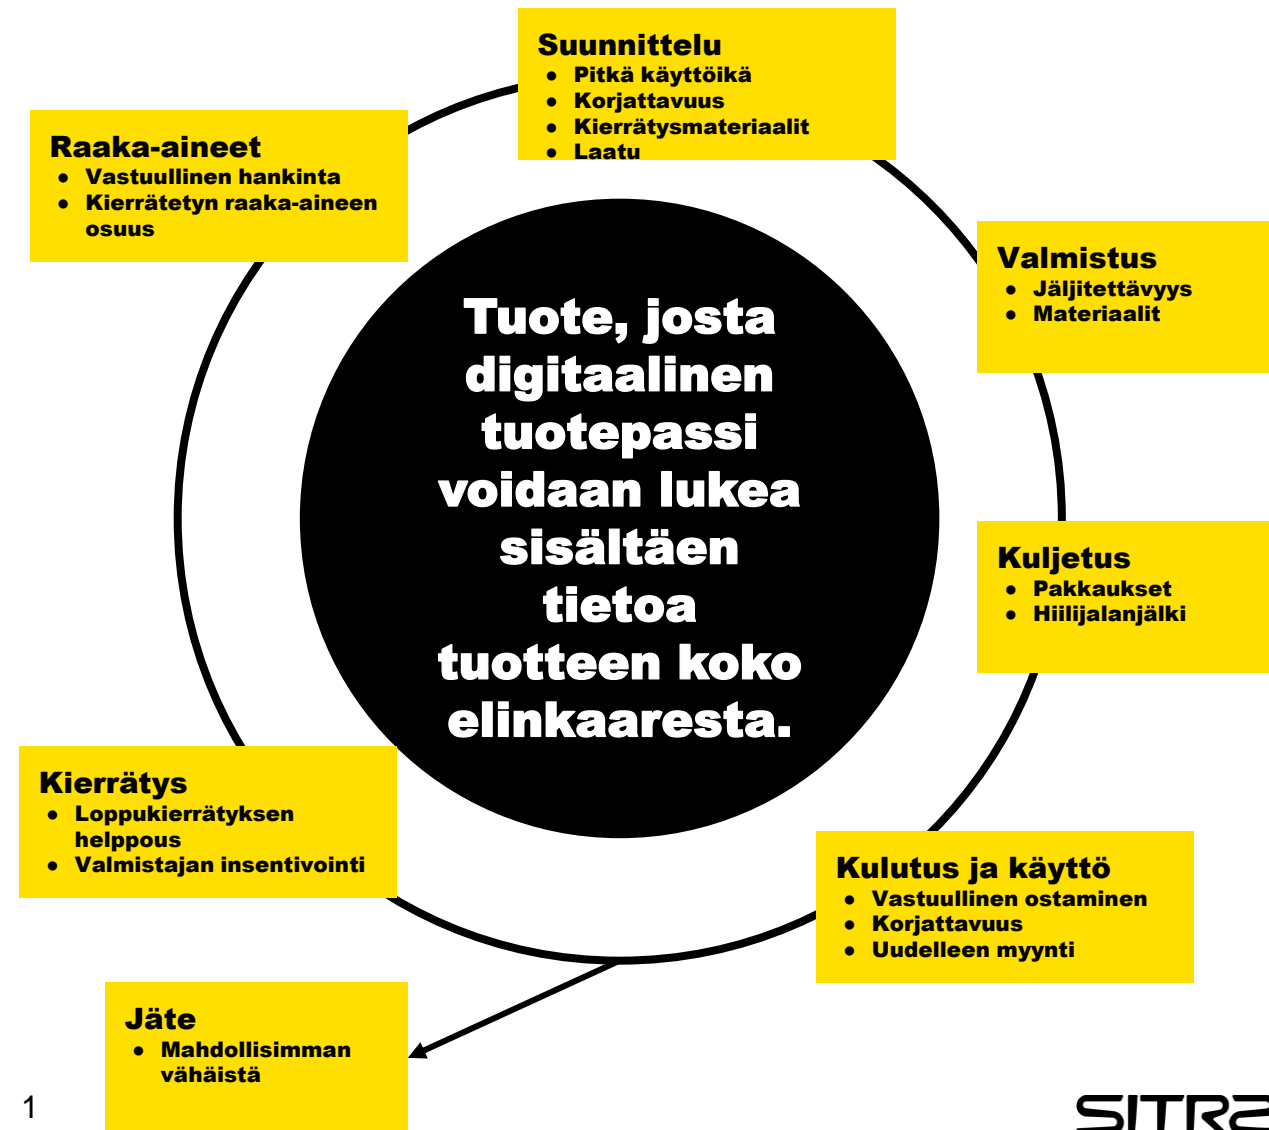 Suunnittelu
● Pitkä käyttöikä
● Korjattavuus
● Kierrätysmateriaalit
● Laatu
Raaka-aineet
● Vastuullinen hankinta
● Kierrätetyn raaka-aineen
osuus
Valmistus
● Jäljitettävyys
● Materiaalit
Tuote, josta
digitaalinen
tuotepassi
voidaan lukea
sisältäen
tietoa
tuotteen koko
elinkaaresta.
Kuljetus
● Pakkaukset
● Hiilijalanjälki
Kierrätys
● Loppukierrätyksen
helppous
● Valmistajan insentivointi
Kulutus ja käyttö
● Vastuullinen ostaminen
● Korjattavuus
● Uudelleen myynti
Jäte
● Mahdollisimman
vähäistä
1
SITRA